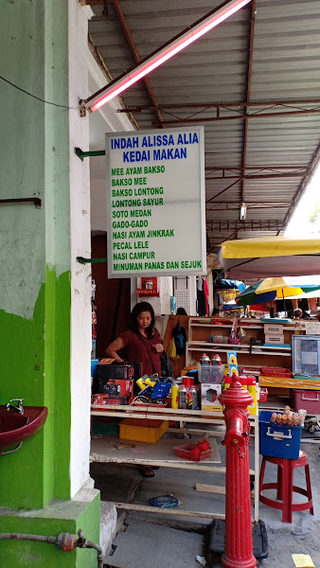 INDAH ALISSA ALIA
KEDAI MAKAN
MEE AYAM BAKSO
BAKSO MEE
BAKSO LONTONG
LONTONG SAYUR
SOTO MEDAN
GADO-GADO
NASI AYAM JINKRAK
PECAL LELE
NASI CAMPUR
MINUMAN PANAS DAN SEJUK